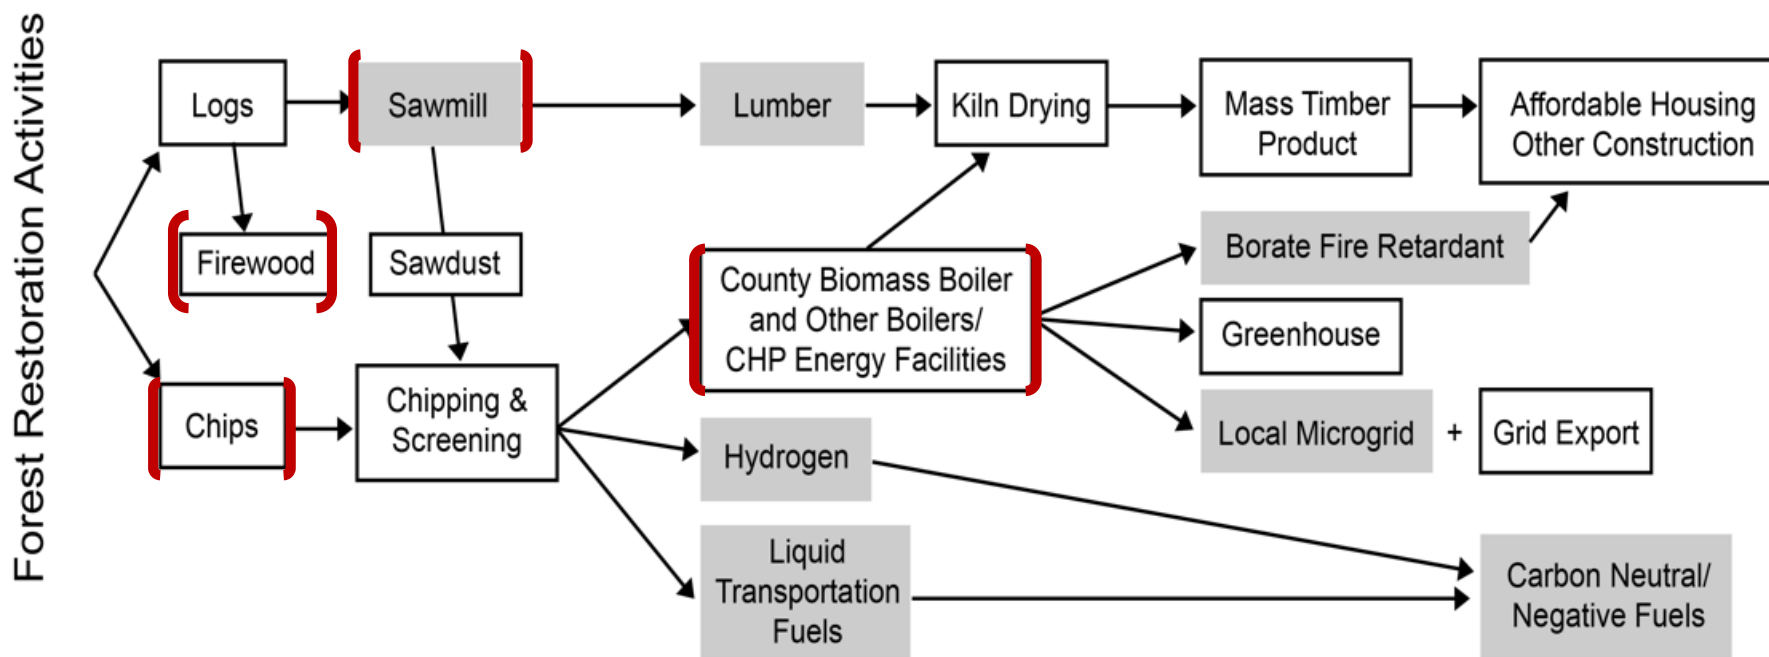 Forest Restoration Activities
Logs
Sawmill
Lumber
Kiln Drying
Mass Timber
Product
Affordable Housing
Other Construction
Firewood
Sawdust
County Biomass Boiler
and Other Boilers/
CHP Energy Facilities
Borate Fire Retardant
Greenhouse
Chips
Chipping &
Screening
Local Microgrid
+
Grid Export
Hydrogen
Liquid
Transportation
Fuels
Carbon Neutral/
Negative Fuels